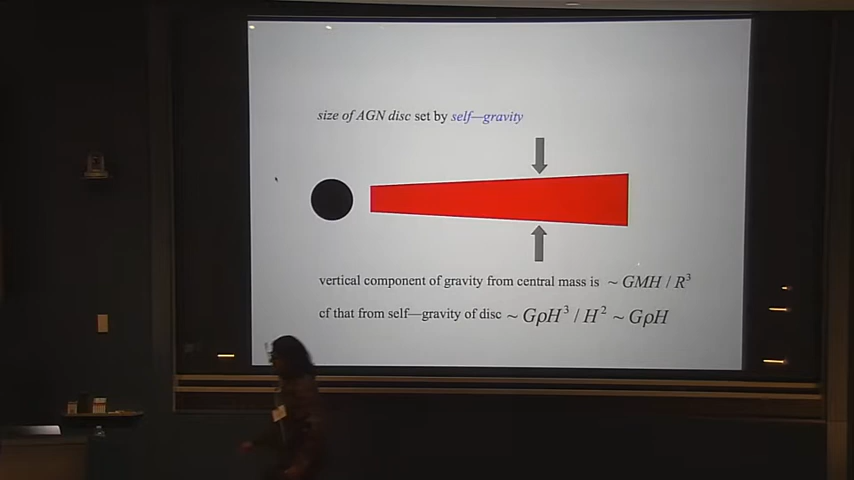 size of AGN disc set by self—gravity
vertical component of gravity from central mass is ~ GMH / R³
cf that from self—gravity of disc ~ GρH³ / H² ~ GρH